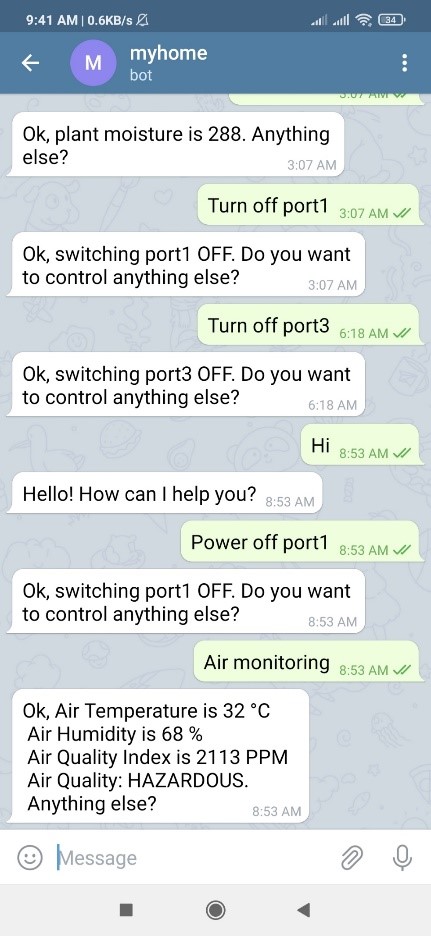 9:41 AM | 0.6KB/s
34
M
myhome
bot
3:07 AM
Ok, plant moisture is 288. Anything
else?
3:07 AM
Turn off port1
3:07 AM
Ok, switching port1 OFF. Do you want
to control anything else?
3:07 AM
Turn off port3
6:18 AM
Ok, switching port3 OFF. Do you want
to control anything else?
6:18 AM
Hi
8:53 AM
Hello! How can I help you?
8:53 AM
Power off port1
8:53 AM
Ok, switching port1 OFF. Do you want
to control anything else?
8:53 AM
Air monitoring
8:53 AM
Ok, Air Temperature is 32 °C
Air Humidity is 68 %
Air Quality Index is 2113 PPM
Air Quality: HAZARDOUS.
Anything else?
8:53 AM
Message